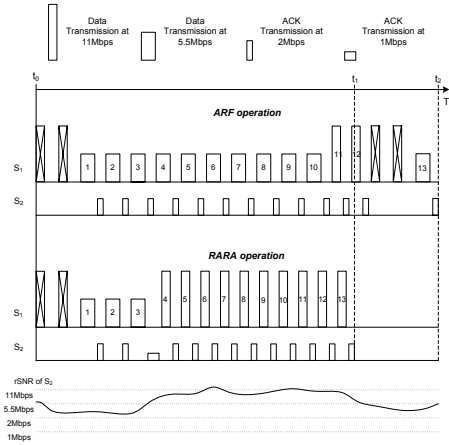 Data Transmission at 11Mbps
Data Transmission at 5.5Mbps
ACK Transmission at 2Mbps
ACK Transmission at 1Mbps
t0
t1
t2
T
ARF operation
S1
1 2 3 4 5 6 7 8 9 10 11 12 13
S2
RARA operation
S1
1 2 3 4 5 6 7 8 9 10 11 12 13
S2
rSNR of S2
11Mbps
5.5Mbps
2Mbps
1Mbps